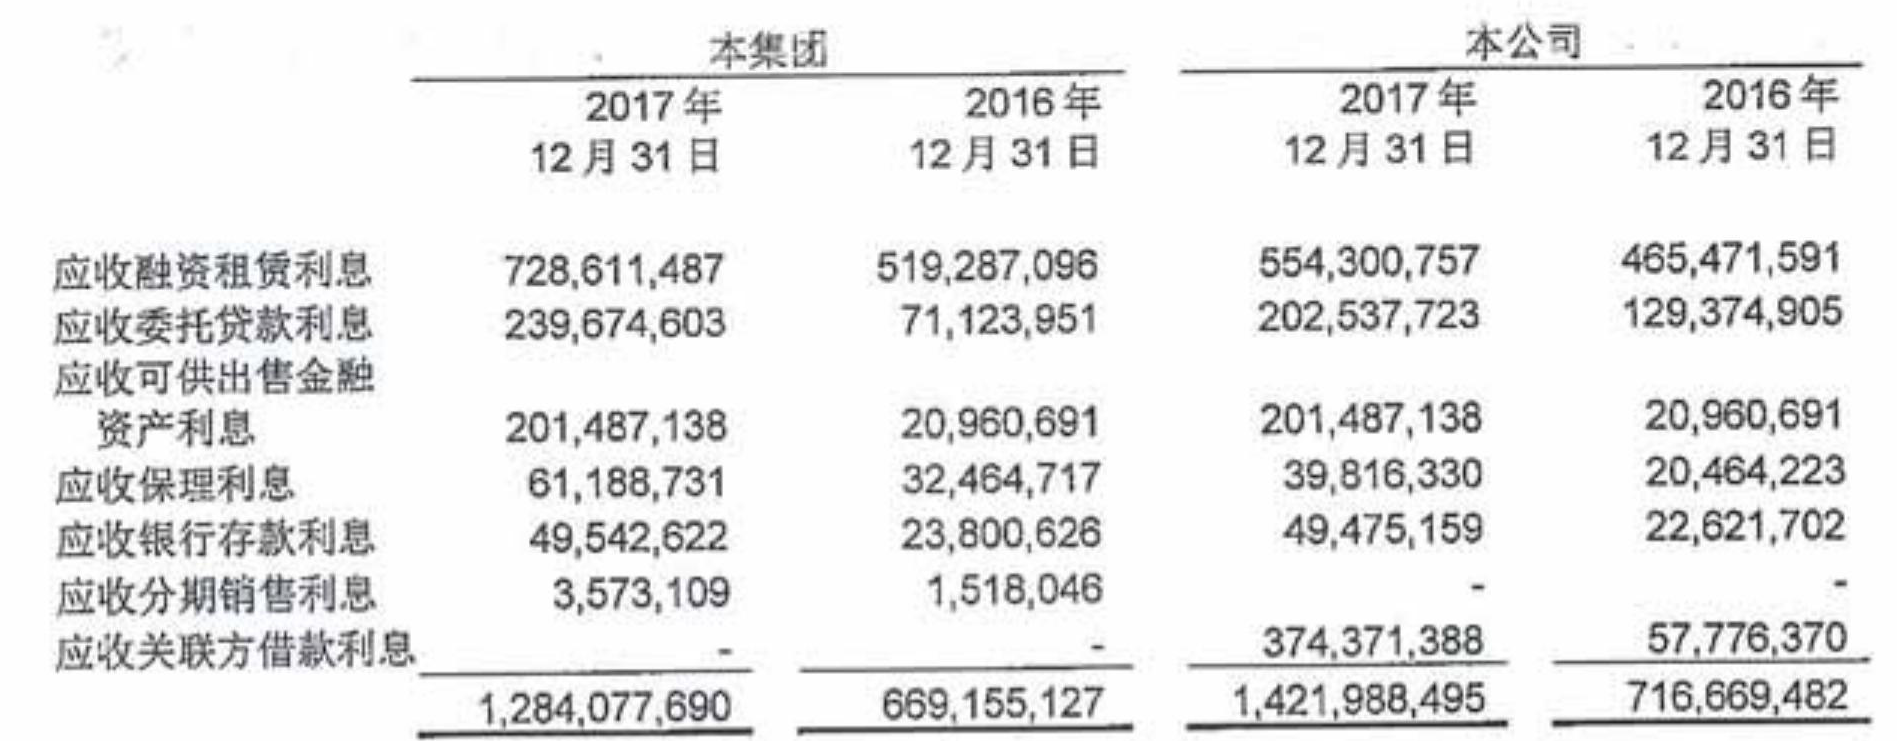 本集团 本公司
2017年 2016年 2017年 2016年
12月31日 12月31日 12月31日 12月31日
应收融资租赁利息 728,611,487 519,287,096 554,300,757 465,471,591
应收委托贷款利息 239,674,603 71,123,951 202,537,723 129,374,905
应收可供出售金融
资产利息 201,487,138 20,960,691 201,487,138 20,960,691
应收保理利息 61,188,731 32,464,717 39,816,330 20,464,223
应收银行存款利息 49,542,622 23,800,626 49,475,159 22,621,702
应收分期销售利息 3,573,109 1,518,046 - -
应收关联方借款利息 - - 374,371,388 57,776,370
1,284,077,690 669,155,127 1,421,988,495 716,669,482